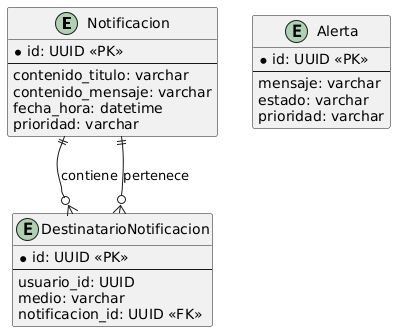 E Notificacion
* id: UUID «PK»
contenido_titulo: varchar
contenido_mensaje: varchar
fecha_hora: datetime
prioridad: varchar
E Alerta
* id: UUID «PK»
mensaje: varchar
estado: varchar
prioridad: varchar
contiene
pertenece
E DestinatarioNotificacion
* id: UUID «PK»
usuario_id: UUID
medio: varchar
notificacion_id: UUID «FK»